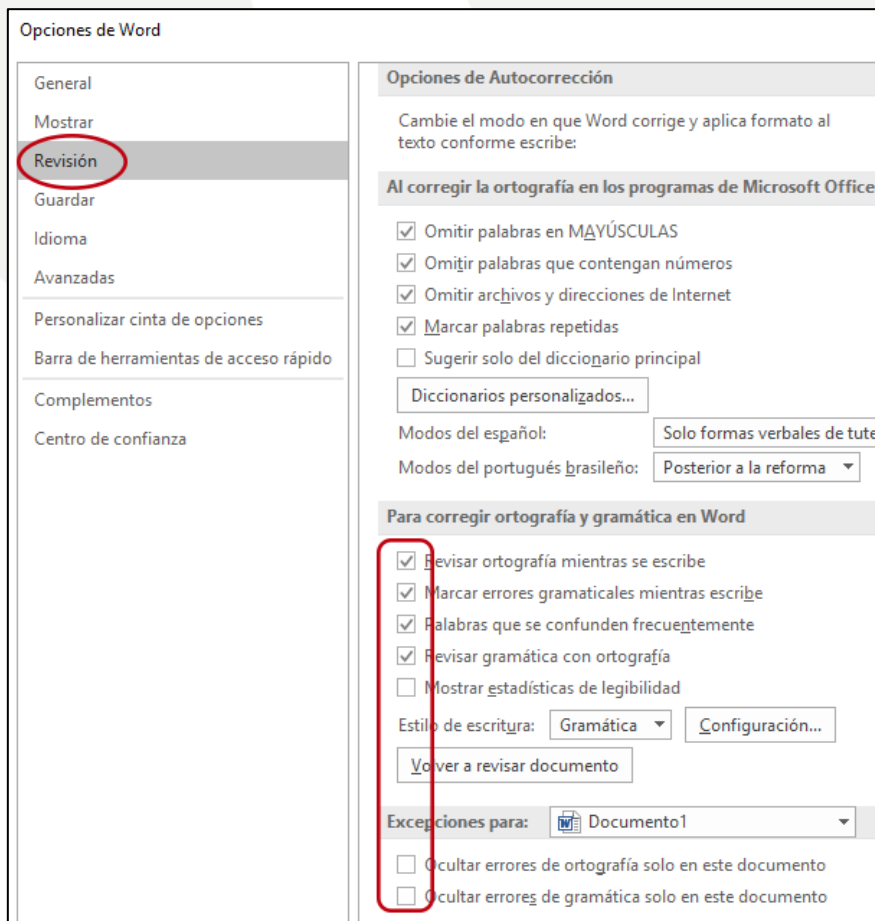 Opciones de Word
General
Mostrar
Revisión
Guardar
Idioma
Avanzadas
Personalizar cinta de opciones
Barra de herramientas de acceso rápido
Complementos
Centro de confianza
Opciones de Autocorrección
Cambie el modo en que Word corrige y aplica formato al
texto conforme escribe:
Al corregir la ortografía en los programas de Microsoft Office
Omitir palabras en MAYÚSCULAS
Omitir palabras que contengan números
Omitir archivos y direcciones de Internet
Marcar palabras repetidas
Sugerir solo del diccionario principal
Diccionarios personalizados...
Modos del español: Solo formas verbales de tute
Modos del portugués brasileño: Posterior a la reforma
Para corregir ortografía y gramática en Word
Revisar ortografía mientras se escribe
Marcar errores gramaticales mientras escribe
Palabras que se confunden frecuentemente
Revisar gramática con ortografía
Mostrar estadísticas de legibilidad
Estilo de escritura: Gramática Configuración...
Volver a revisar documento
Excepciones para: Documento1
Ocultar errores de ortografía solo en este documento
Ocultar errores de gramática solo en este documento